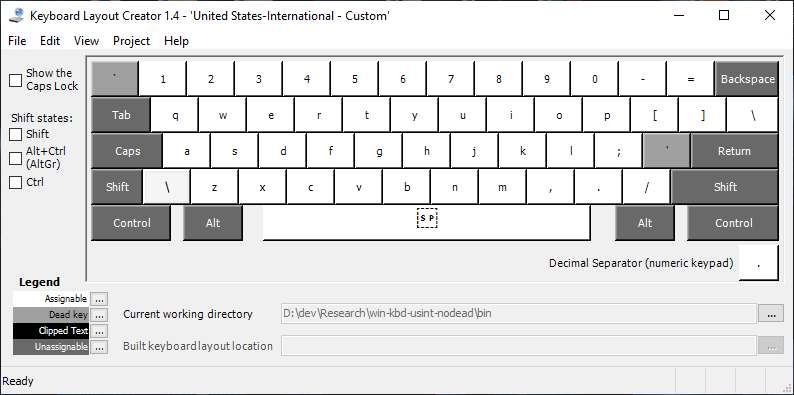 Keyboard Layout Creator 1.4 - 'United States-International - Custom'
File Edit View Project Help
Show the
Caps Lock
Shift states:
Shift
Alt+Ctrl
(AltGr)
Ctrl
` 1 2 3 4 5 6 7 8 9 0 - = Backspace
Tab q w e r t y u i o p [ ] \
Caps a s d f g h j k l ; ' Return
Shift \ z x c v b n m , . / Shift
Control Alt SP Alt Control
Decimal Separator (numeric keypad) .
Legend
Assignable ...
Dead key ...
Clipped Text ...
Unassignable ...
Current working directory D:\dev\Research\win-kbd-usint-nodead\bin ...
Built keyboard layout location ...
Ready